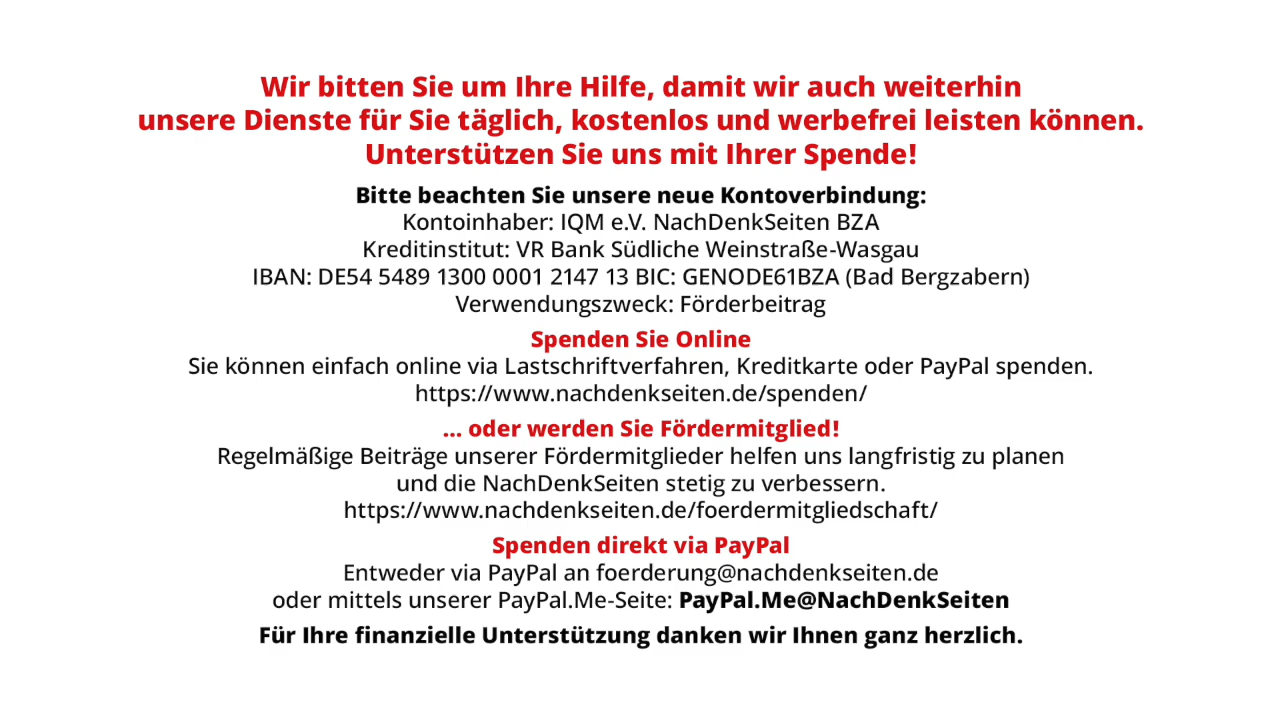 Wir bitten Sie um Ihre Hilfe, damit wir auch weiterhin
unsere Dienste für Sie täglich, kostenlos und werbefrei leisten können.
Unterstützen Sie uns mit Ihrer Spende!
Bitte beachten Sie unsere neue Kontoverbindung:
Kontoinhaber: IQM e.V. NachDenkSeiten BZA
Kreditinstitut: VR Bank Südliche Weinstraße-Wasgau
IBAN: DE54 5489 1300 0001 2147 13 BIC: GENODE61BZA (Bad Bergzabern)
Verwendungszweck: Förderbeitrag
Spenden Sie Online
Sie können einfach online via Lastschriftverfahren, Kreditkarte oder PayPal spenden.
https://www.nachdenkseiten.de/spenden/
... oder werden Sie Fördermitglied!
Regelmäßige Beiträge unserer Fördermitglieder helfen uns langfristig zu planen
und die NachDenkSeiten stetig zu verbessern.
https://www.nachdenkseiten.de/foerdermitgliedschaft/
Spenden direkt via PayPal
Entweder via PayPal an foerderung@nachdenkseiten.de
oder mittels unserer PayPal.Me-Seite: PayPal.Me@NachDenkSeiten
Für Ihre finanzielle Unterstützung danken wir Ihnen ganz herzlich.